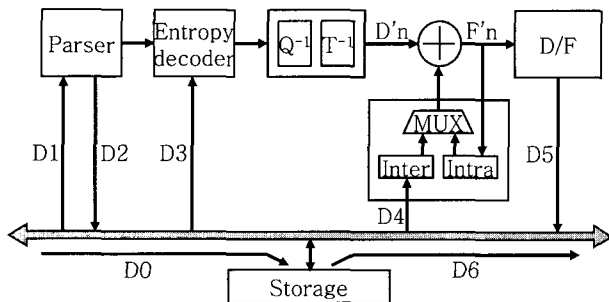 Parser
Entropy
decoder
Q⁻¹
T⁻¹
D'n
F'n
D/F
MUX
Inter
Intra
D1
D2
D3
D4
D5
D0
D6
Storage